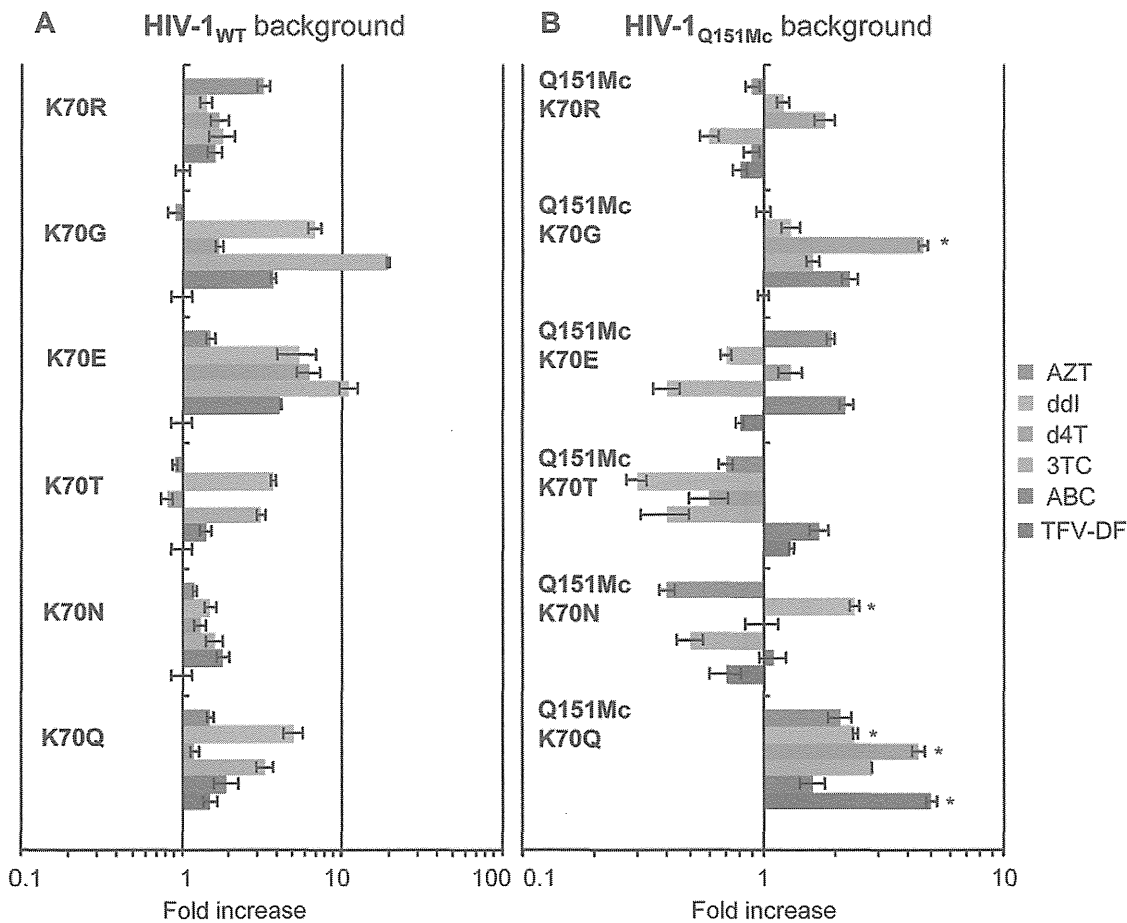 A HIV-1WT background
K70R
K70G
K70E
K70T
K70N
K70Q
0.1 1 10 100
Fold increase
B HIV-1Q151Mc background
Q151Mc
K70R
Q151Mc
K70G
*
Q151Mc
K70E
Q151Mc
K70T
Q151Mc
K70N
*
Q151Mc
K70Q
*
*
*
0.1 1 10
Fold increase
AZT
ddI
d4T
3TC
ABC
TFV-DF